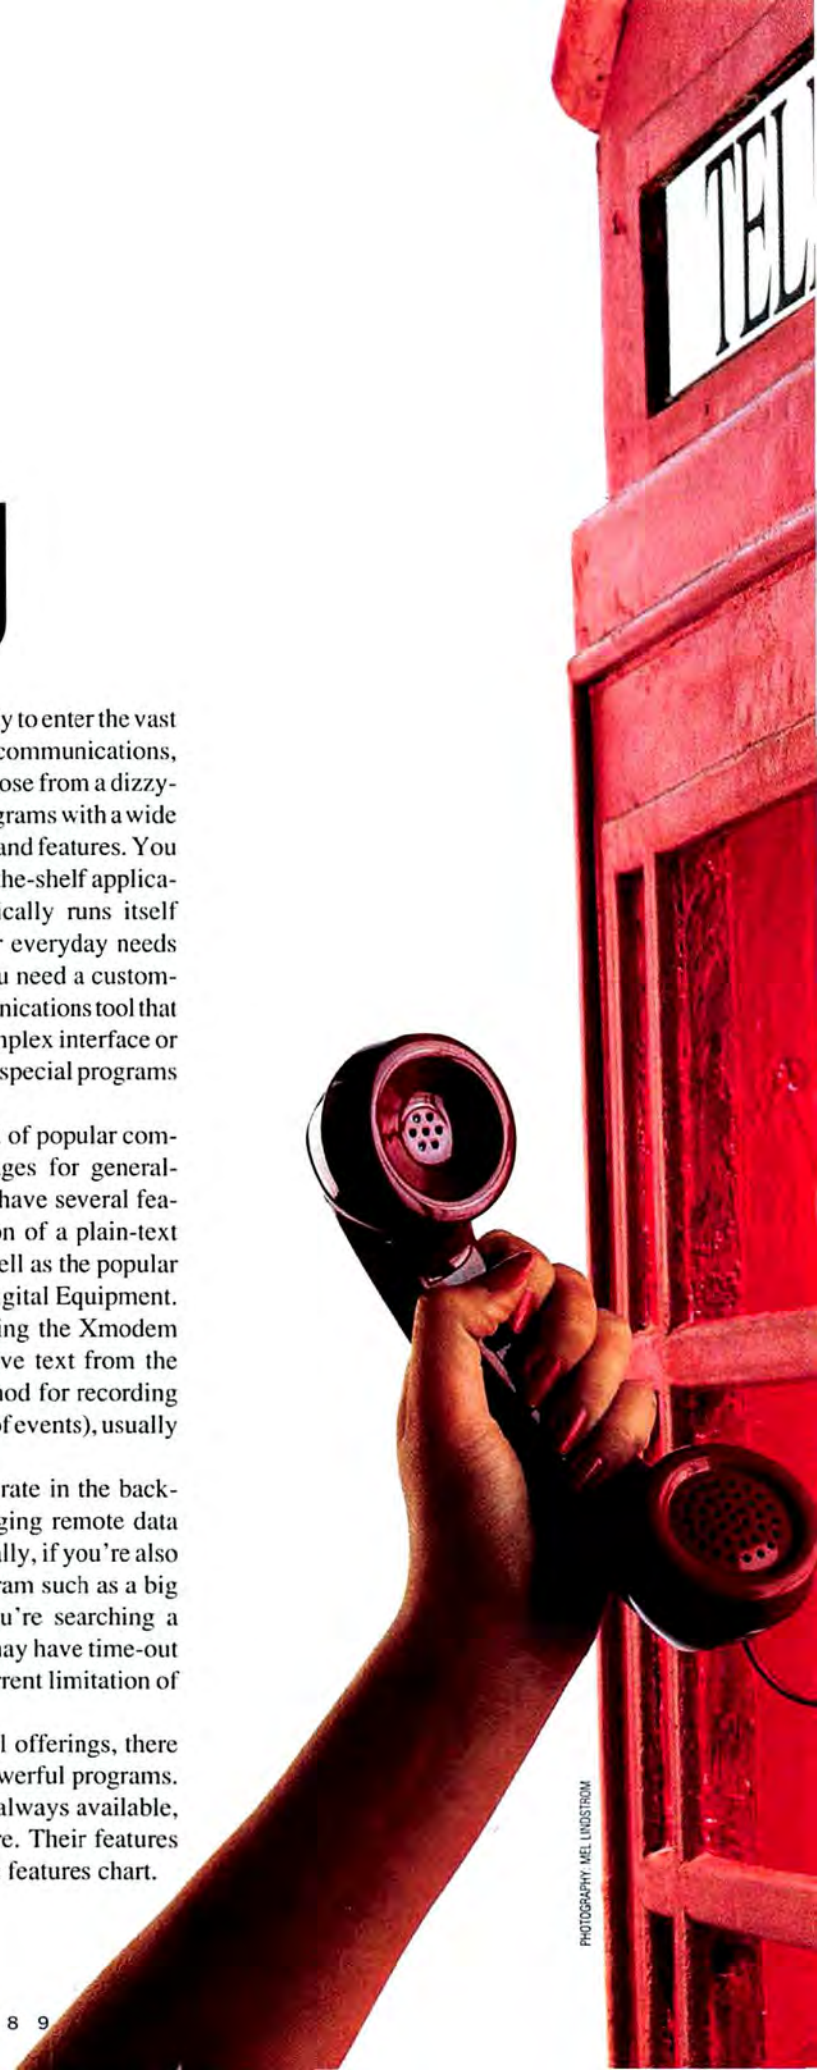 TEL
y to enter the vast
communications,
ose from a dizzy-
grams with a wide
and features. You
the-shelf applica-
ically runs itself
r everyday needs
u need a custom-
nications tool that
nplex interface or
special programs
of popular com-
ges for general-
have several fea-
n of a plain-text
ell as the popular
igital Equipment.
ing the Xmodem
ve text from the
nod for recording
of events), usually
rate in the back-
ging remote data
lly, if you're also
ram such as a big
u're searching a
nay have time-out
rrent limitation of
l offerings, there
werful programs.
always available,
re. Their features
features chart.
PHOTOGRAPHY: MEL LINDSTROM
8 9